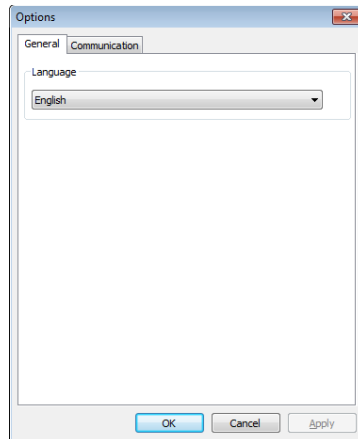 Options
General Communication
Language
English
OK Cancel Apply